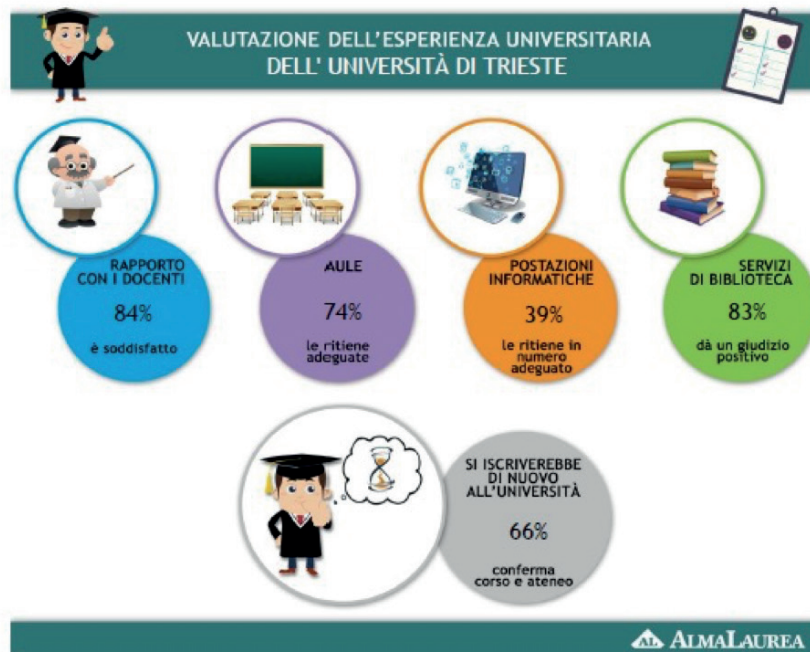 VALUTAZIONE DELL'ESPERIENZA UNIVERSITARIA
DELL' UNIVERSITÀ DI TRIESTE
RAPPORTO
CON I DOCENTI
84%
è soddisfatto
AULE
74%
le ritiene
adeguate
POSTAZIONI
INFORMATICHE
39%
le ritiene in
numero
adeguato
SERVIZI
DI BIBLIOTECA
83%
dà un giudizio
positivo
SI ISCRIVEREBBE
DI NUOVO
ALL'UNIVERSITÀ
66%
conferma
corso e ateneo
AL ALMALAUREA